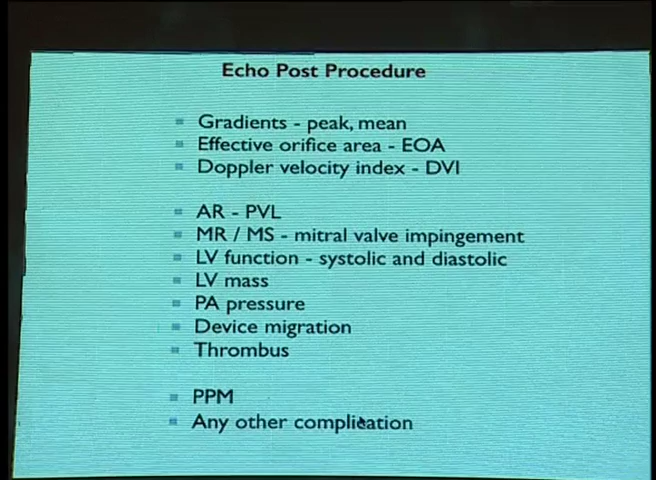 Echo Post Procedure
Gradients - peak, mean
Effective orifice area - EOA
Doppler velocity index - DVI
AR - PVL
MR / MS - mitral valve impingement
LV function - systolic and diastolic
LV mass
PA pressure
Device migration
Thrombus
PPM
Any other complication